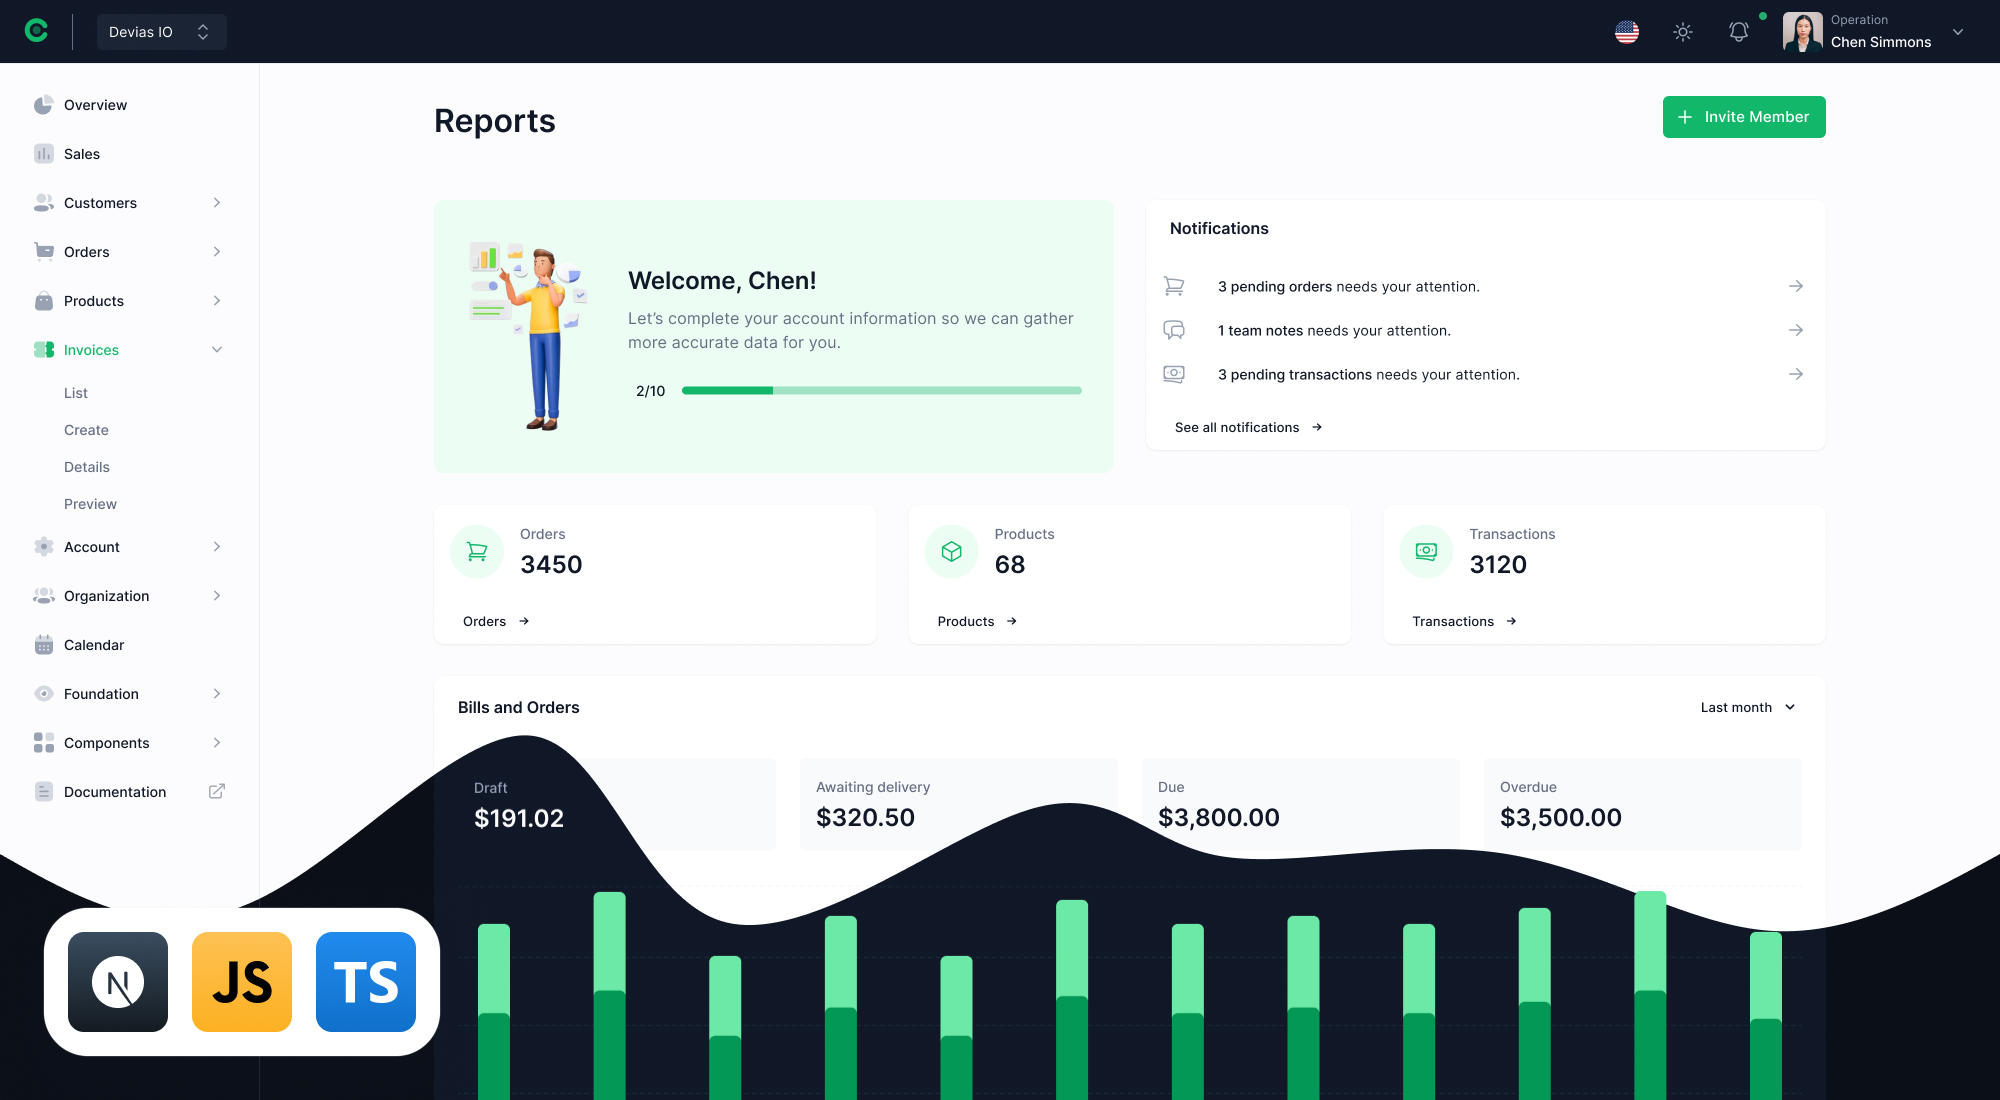 Devias IO
Operation
Chen Simmons
Overview
Sales
Customers
Orders
Products
Invoices
List
Create
Details
Preview
Account
Organization
Calendar
Foundation
Components
Documentation
Reports
Invite Member
Welcome, Chen!
Let’s complete your account information so we can gather
more accurate data for you.
2/10
Notifications
3 pending orders needs your attention.
1 team notes needs your attention.
3 pending transactions needs your attention.
See all notifications
Orders
3450
Orders
Products
68
Products
Transactions
3120
Transactions
Bills and Orders
Last month
Draft
$191.02
Awaiting delivery
$320.50
Due
$3,800.00
Overdue
$3,500.00
N
JS
TS